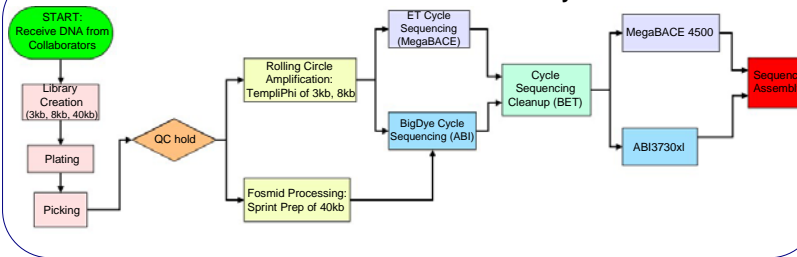 START:
Receive DNA from
Collaborators
Library
Creation
(3kb, 8kb, 40kb)
Plating
Picking
QC hold
Rolling Circle
Amplification:
TempliPhi of 3kb, 8kb
Fosmid Processing:
Sprint Prep of 40kb
ET Cycle
Sequencing
(MegaBACE)
BigDye Cycle
Sequencing (ABI)
Cycle
Sequencing
Cleanup (BET)
MegaBACE 4500
ABI3730xl